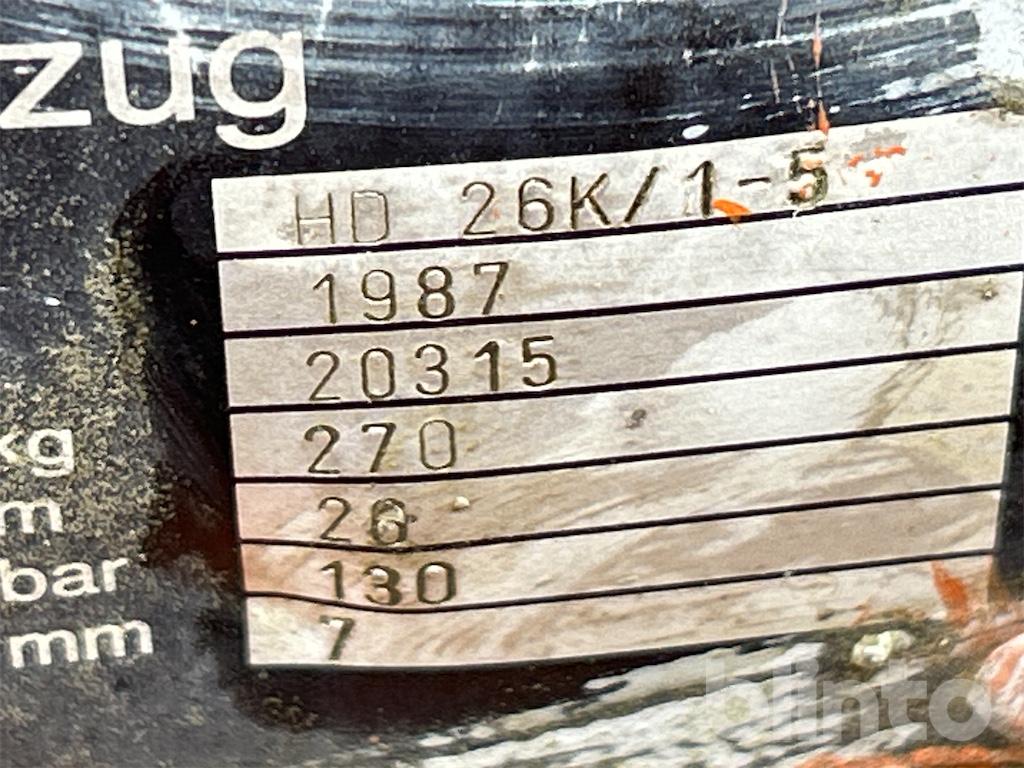 zug
HD 26K/1-5
1987
20315
kg 270
m 26
bar 130
mm 7
blinto